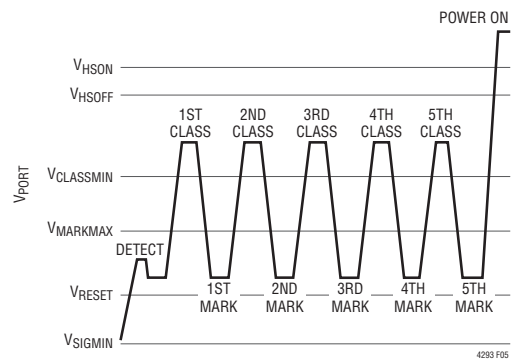 POWER ON
VHSON
VHSOFF
1ST
CLASS
2ND
CLASS
3RD
CLASS
4TH
CLASS
5TH
CLASS
VPORT
VCLASSMIN
VMARKMAX
DETECT
VRESET
1ST
MARK
2ND
MARK
3RD
MARK
4TH
MARK
5TH
MARK
VSIGMIN
4293 F05